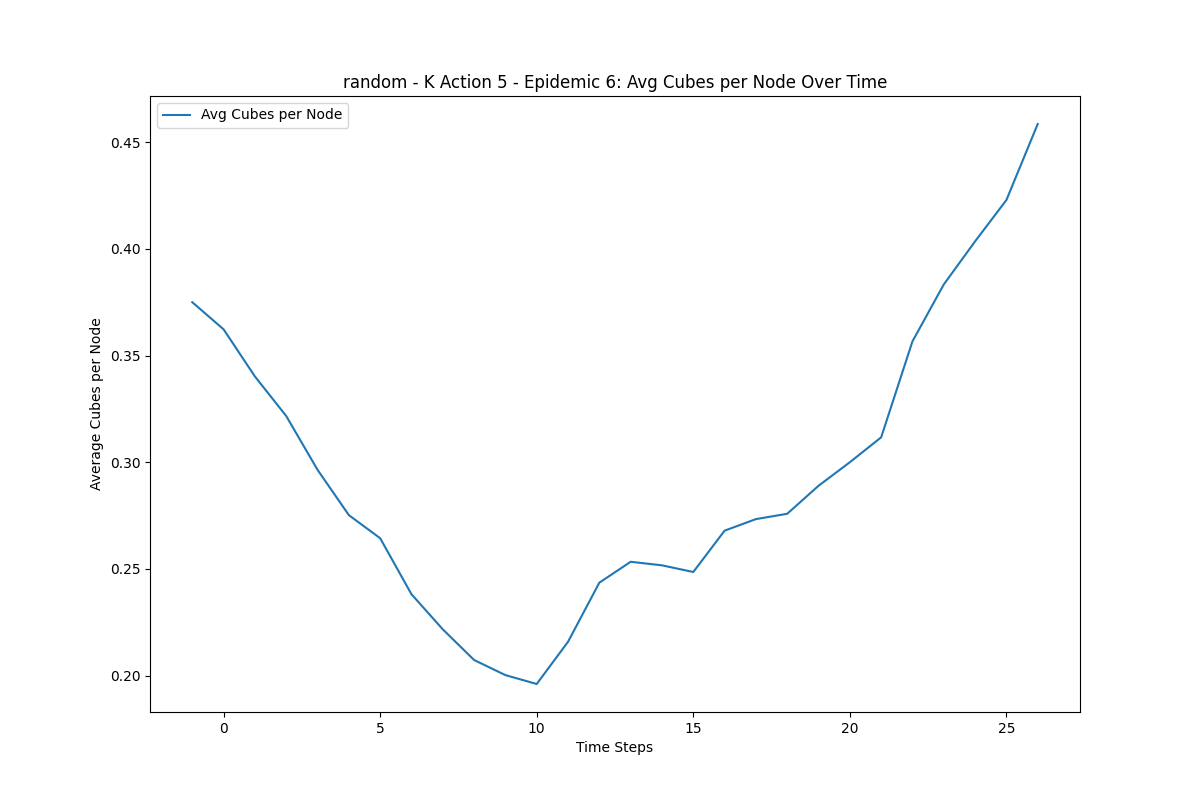 random - K Action 5 - Epidemic 6: Avg Cubes per Node Over Time
Avg Cubes per Node
Average Cubes per Node
0.45
0.40
0.35
0.30
0.25
0.20
0 5 10 15 20 25
Time Steps